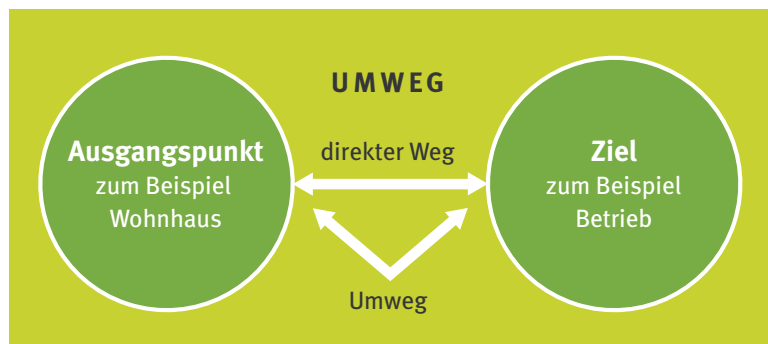 UMWEG
Ausgangspunkt
zum Beispiel
Wohnhaus
direkter Weg
Ziel
zum Beispiel
Betrieb
Umweg